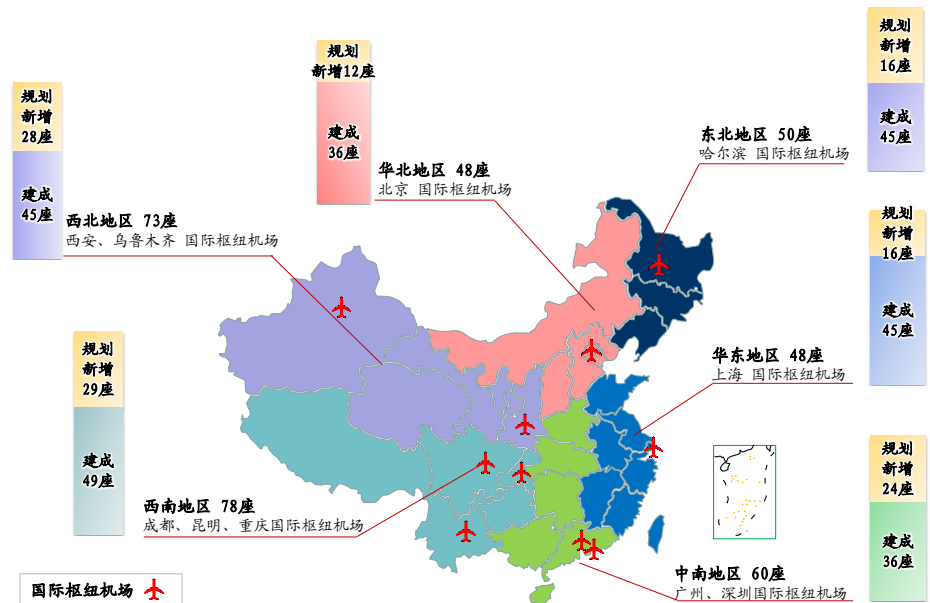 规划
新增
16座
建成
45座
规划
新增12座
建成
36座
规划
新增
28座
建成
45座
东北地区 50座
哈尔滨 国际枢纽机场
华北地区 48座
北京 国际枢纽机场
西北地区 73座
西安、乌鲁木齐 国际枢纽机场
规划
新增
16座
建成
45座
规划
新增
29座
建成
49座
华东地区 48座
上海 国际枢纽机场
规划
新增
24座
建成
36座
西南地区 78座
成都、昆明、重庆国际枢纽机场
中南地区 60座
广州、深圳国际枢纽机场
国际枢纽机场